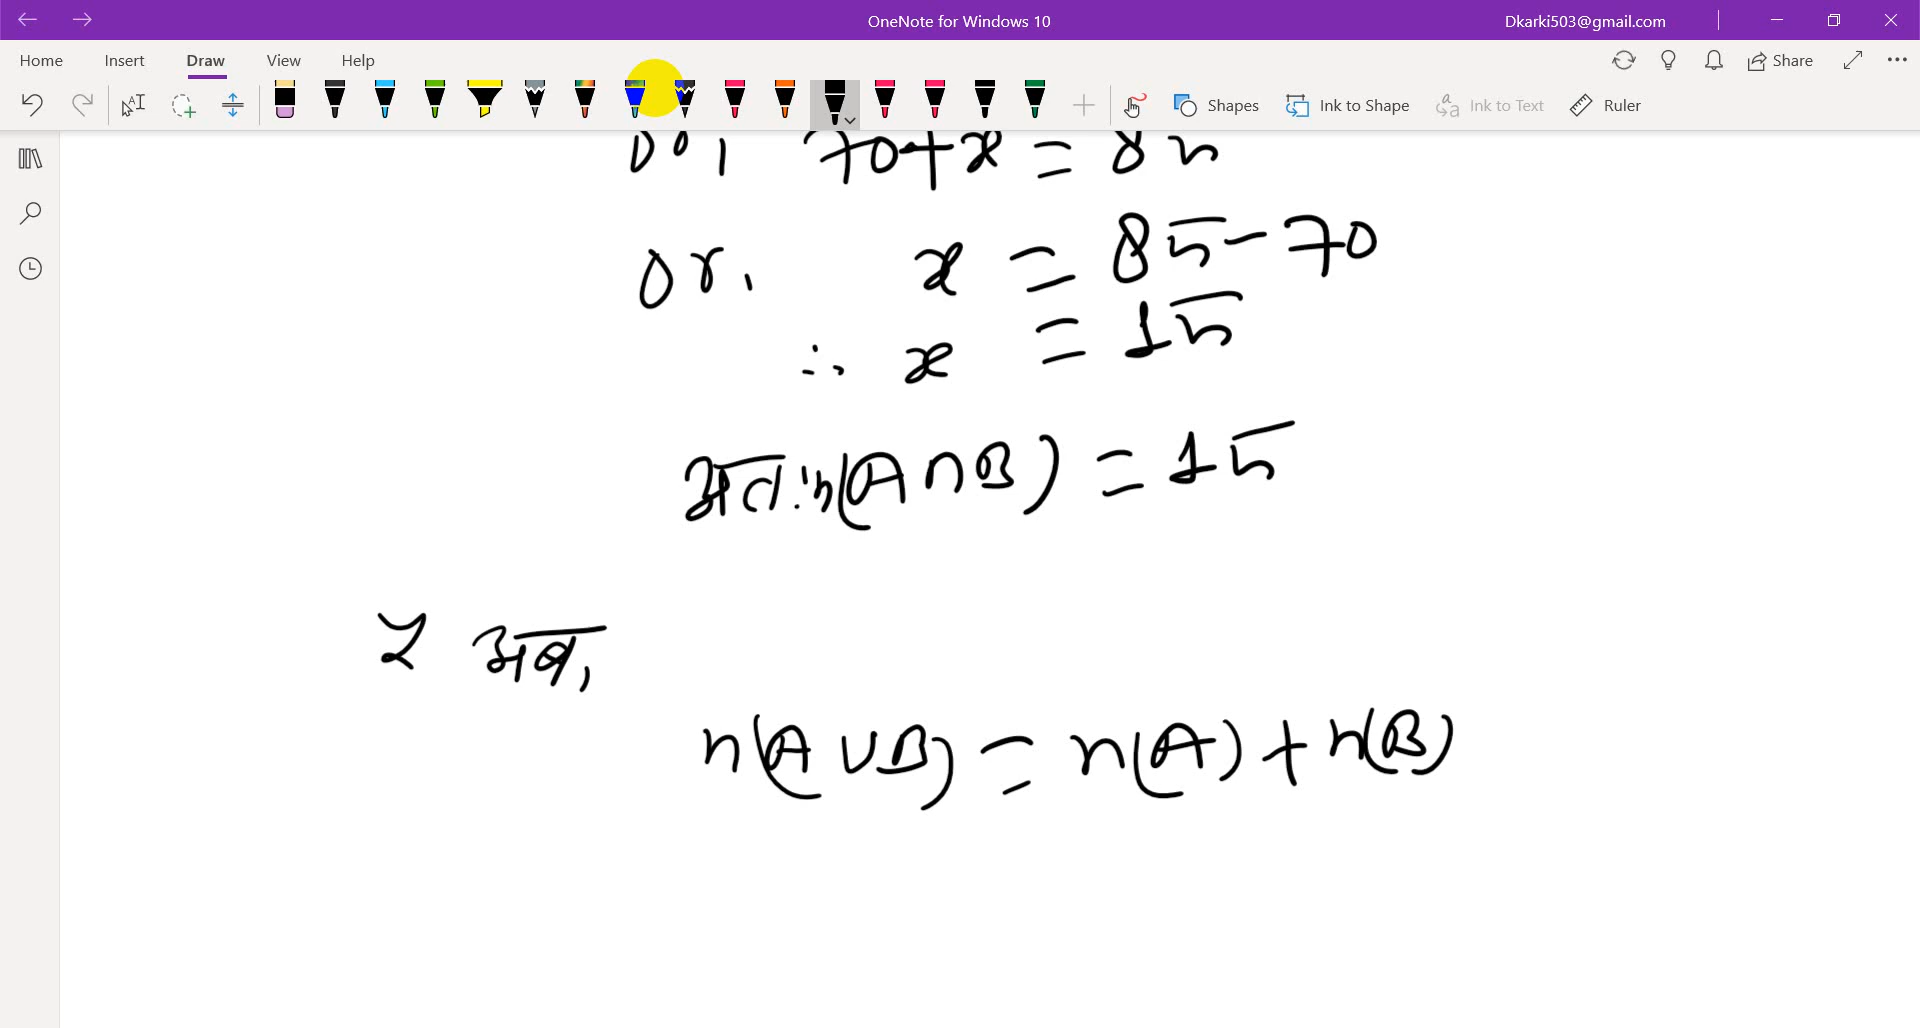 OneNote for Windows 10
Dkarki503@gmail.com
Home Insert Draw View Help
Share
Shapes Ink to Shape Ink to Text Ruler
or, 70+x = 85
or, x = 85-70
∴ x = 15
अतः n(A∩B) = 15
२ अब,
n(A∪B) = n(A) + n(B)